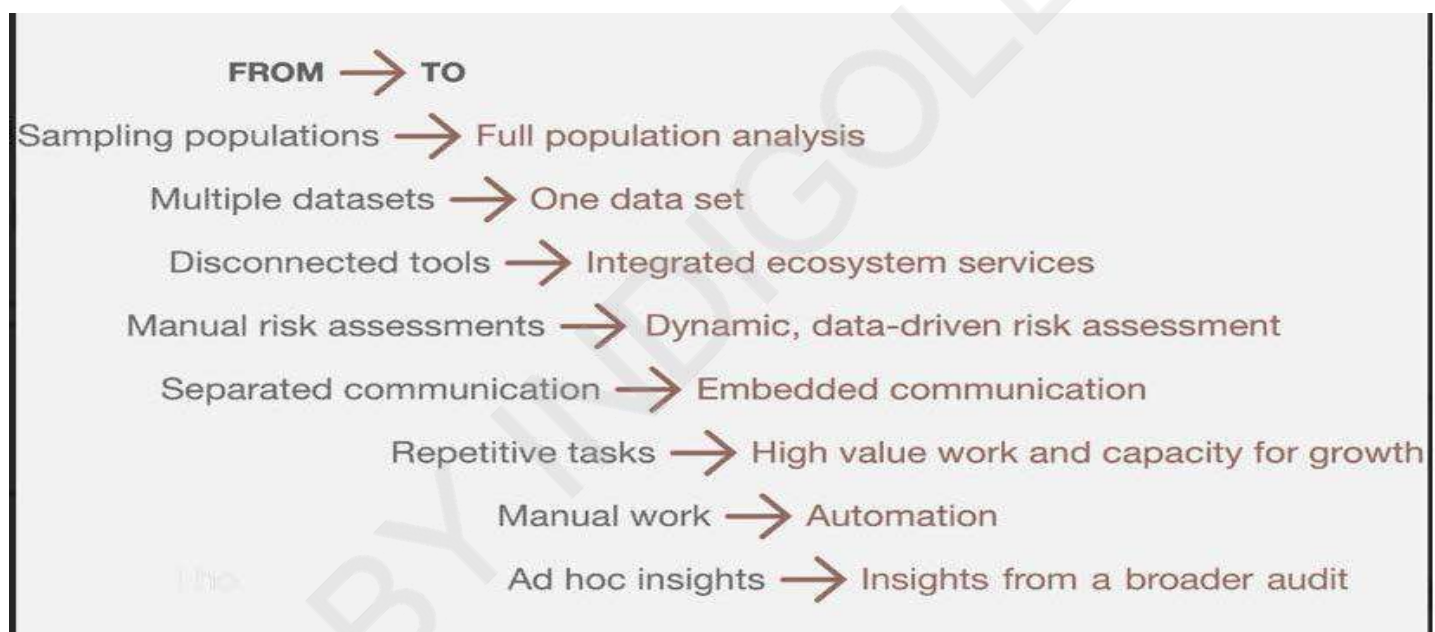 FROM → TO
Sampling populations → Full population analysis
Multiple datasets → One data set
Disconnected tools → Integrated ecosystem services
Manual risk assessments → Dynamic, data-driven risk assessment
Separated communication → Embedded communication
Repetitive tasks → High value work and capacity for growth
Manual work → Automation
Ad hoc insights → Insights from a broader audit
BY INDIGOL